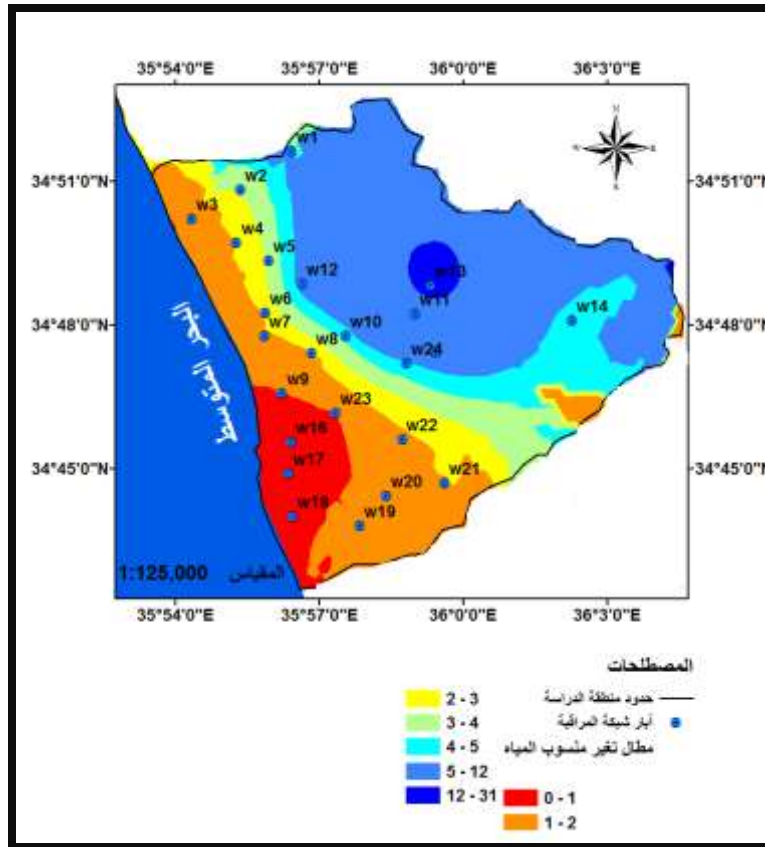 35°54'0"E 35°57'0"E 36°0'0"E 36°3'0"E
w1
34°51'0"N 34°51'0"N
w2
w3
w4
w5
w12
w13
w11
w14
w6
w7
w10
34°48'0"N 34°48'0"N
w8
w24
w9
w23
w22
w16
w17
34°45'0"N 34°45'0"N
w21
w20
w18
w19
البحر المتوسط
المقياس 1:125,000
35°54'0"E 35°57'0"E 36°0'0"E 36°3'0"E
المصطلحات
حدود منطقة الدراسة
آبار شبكة المراقبة
مطال تغير منسوب المياه
2 - 3
3 - 4
4 - 5
5 - 12
12 - 31
0 - 1
1 - 2